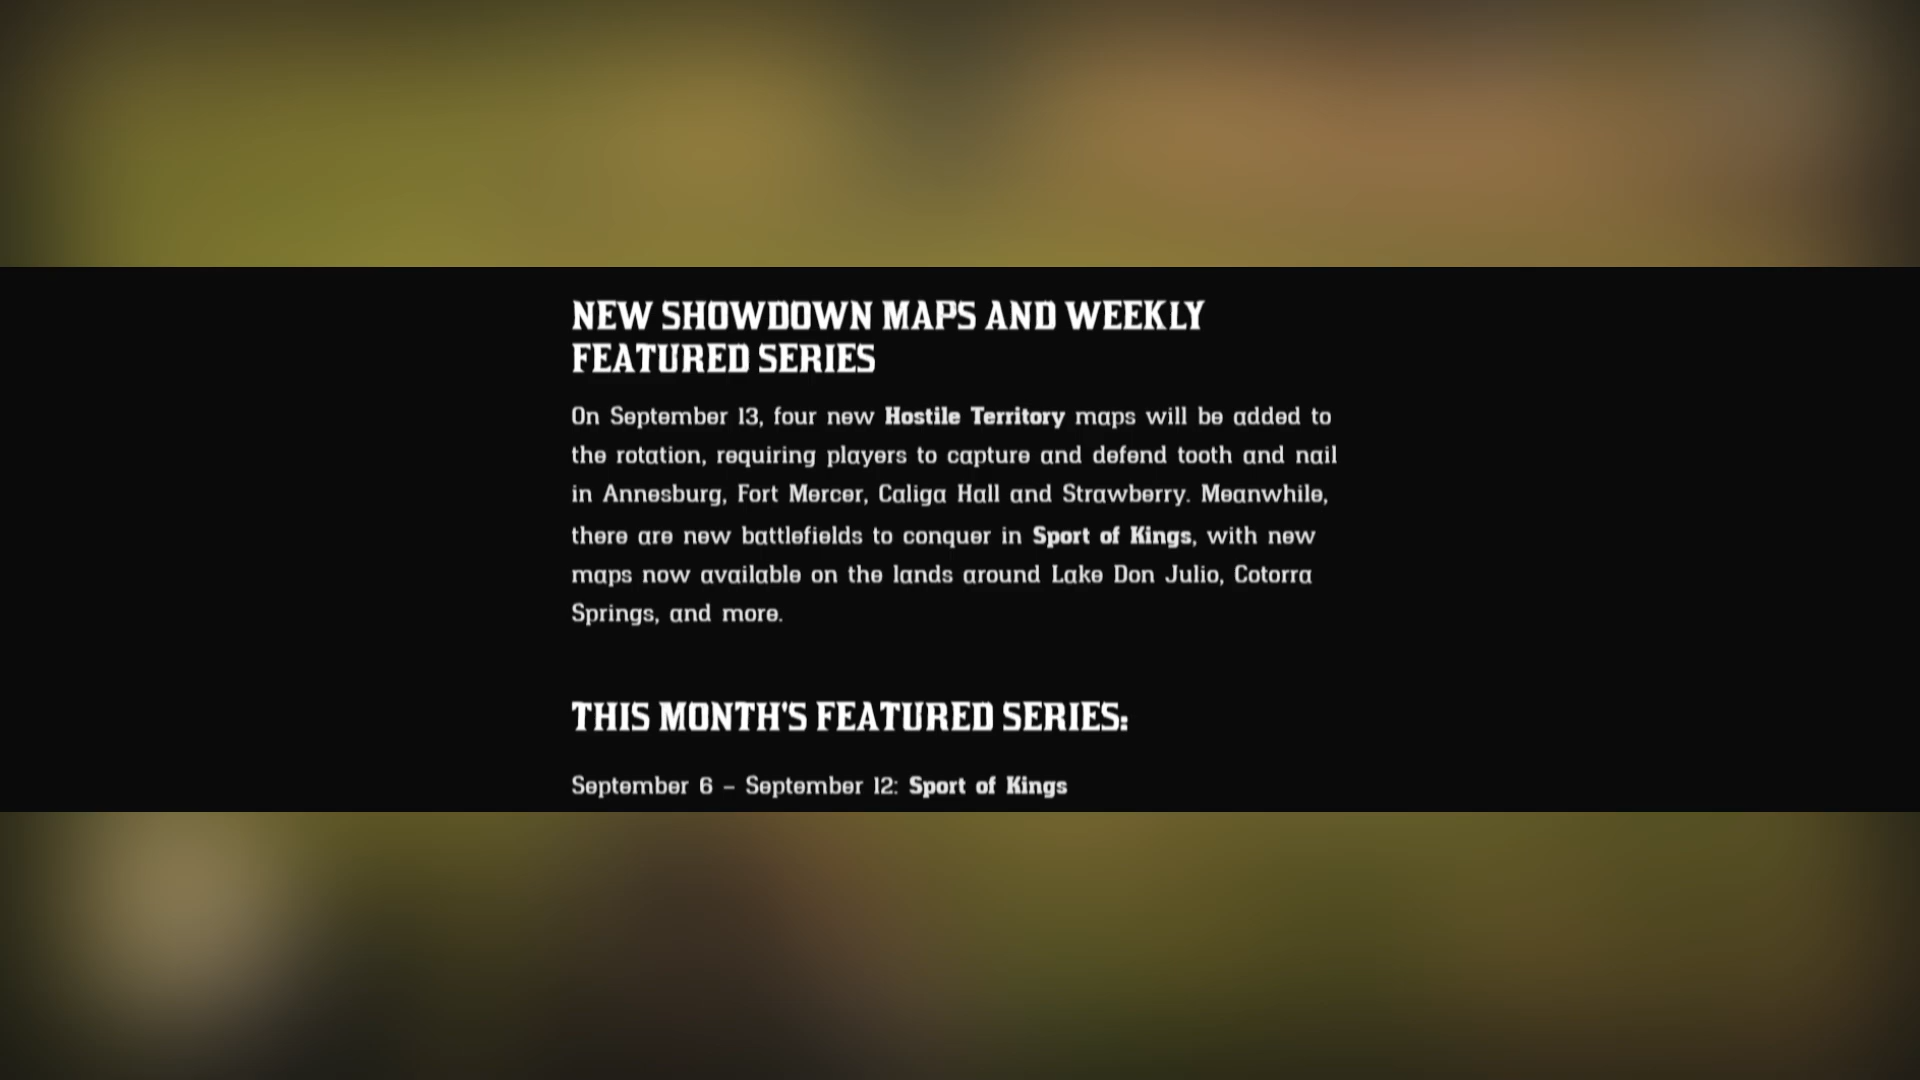 NEW SHOWDOWN MAPS AND WEEKLY
FEATURED SERIES
On September 13, four new Hostile Territory maps will be added to
the rotation, requiring players to capture and defend tooth and nail
in Annesburg, Fort Mercer, Caliga Hall and Strawberry. Meanwhile,
there are new battlefields to conquer in Sport of Kings, with new
maps now available on the lands around Lake Don Julio, Cotorra
Springs, and more.
THIS MONTH'S FEATURED SERIES:
September 6 – September 12: Sport of Kings